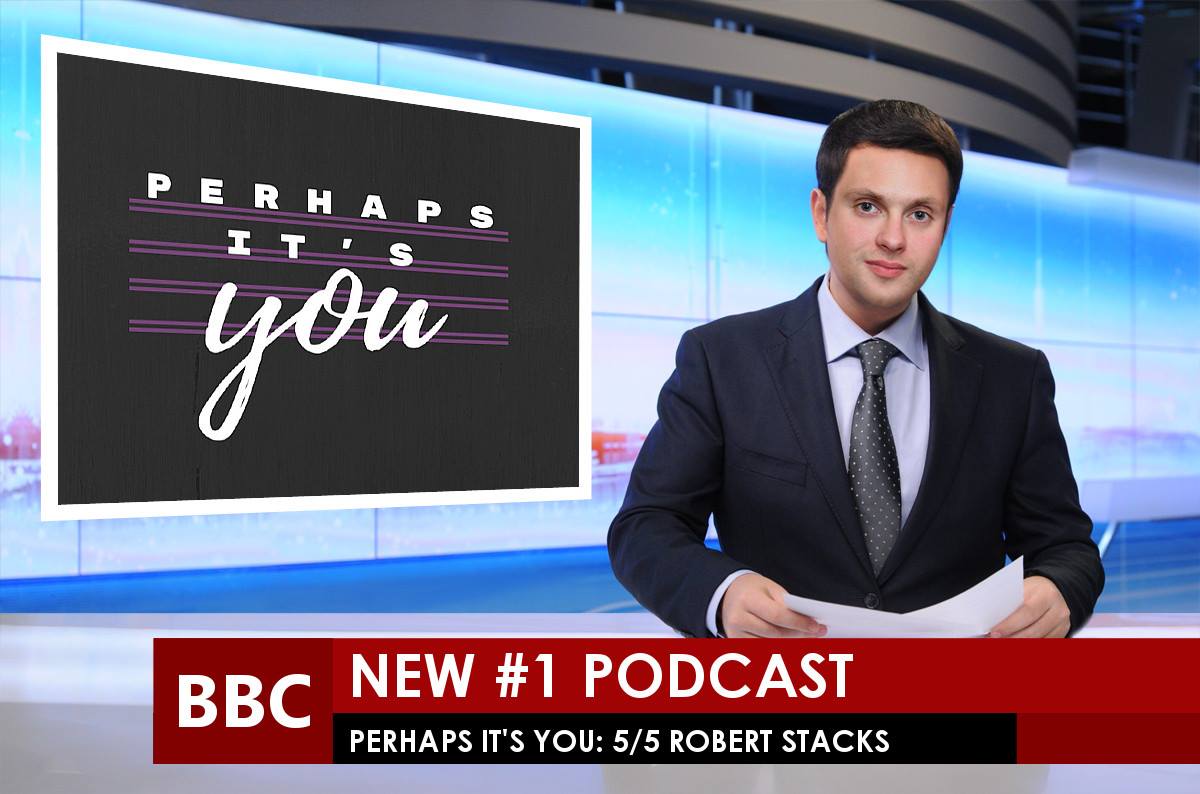 PERHAPS
IT'S
you
BBC
NEW #1 PODCAST
PERHAPS IT'S YOU: 5/5 ROBERT STACKS